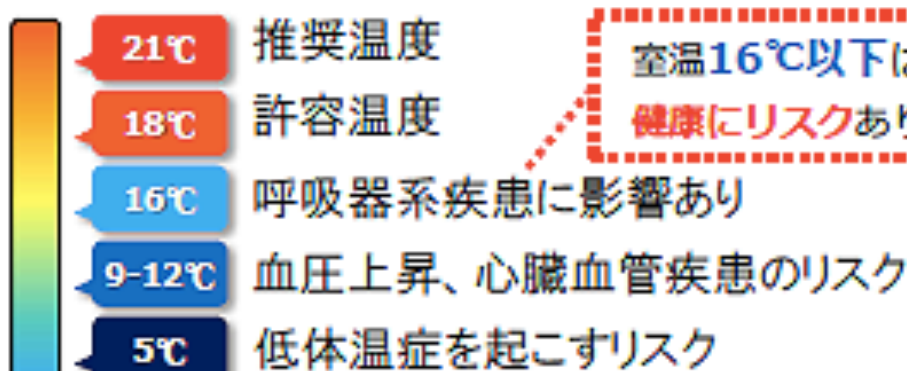 21℃ 推奨温度
18℃ 許容温度
16℃ 呼吸器系疾患に影響あり
9-12℃ 血圧上昇、心臓血管疾患のリスク
5℃ 低体温症を起こすリスク
室温16℃以下は
健康にリスクあり